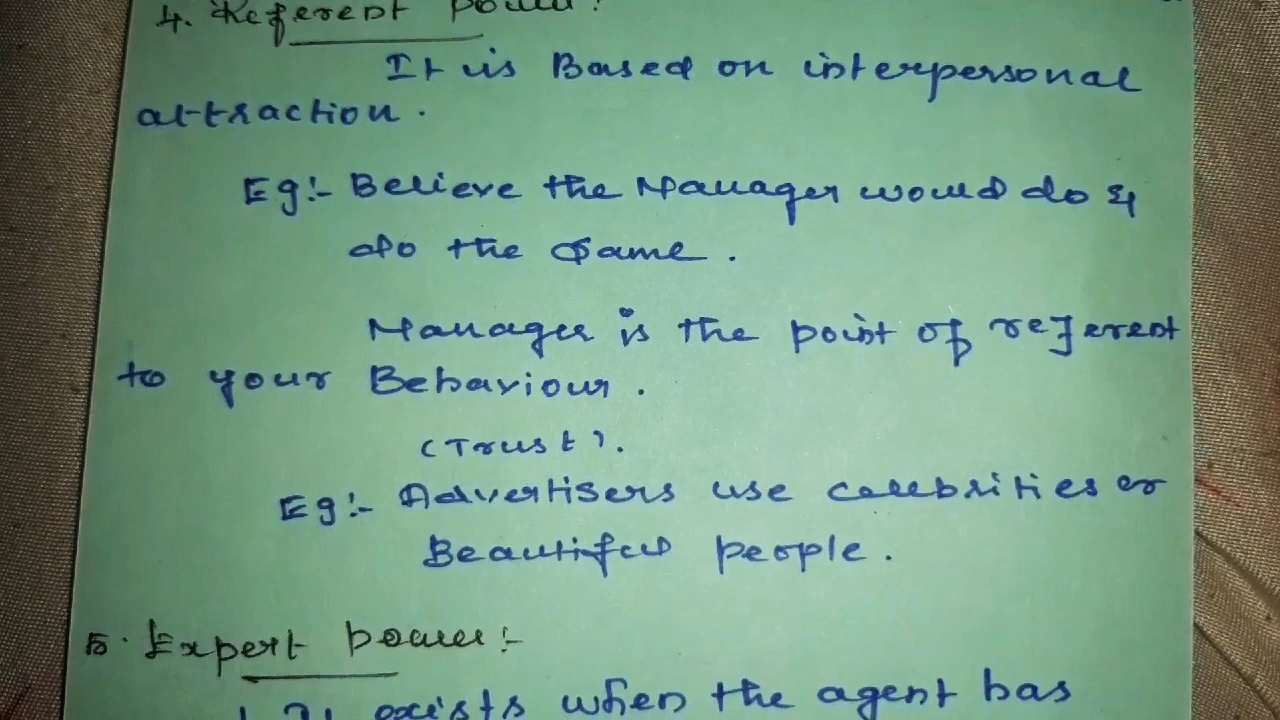 4. Referent power:
It is Based on interpersonal
attraction.
Eg:- Believe the Manager would do &
do the same.
Manager is the point of referent
to your Behaviour.
(Trust).
Eg:- Advertisers use celebrities or
Beautiful people.
5. Expert power:-
It exists when the agent has